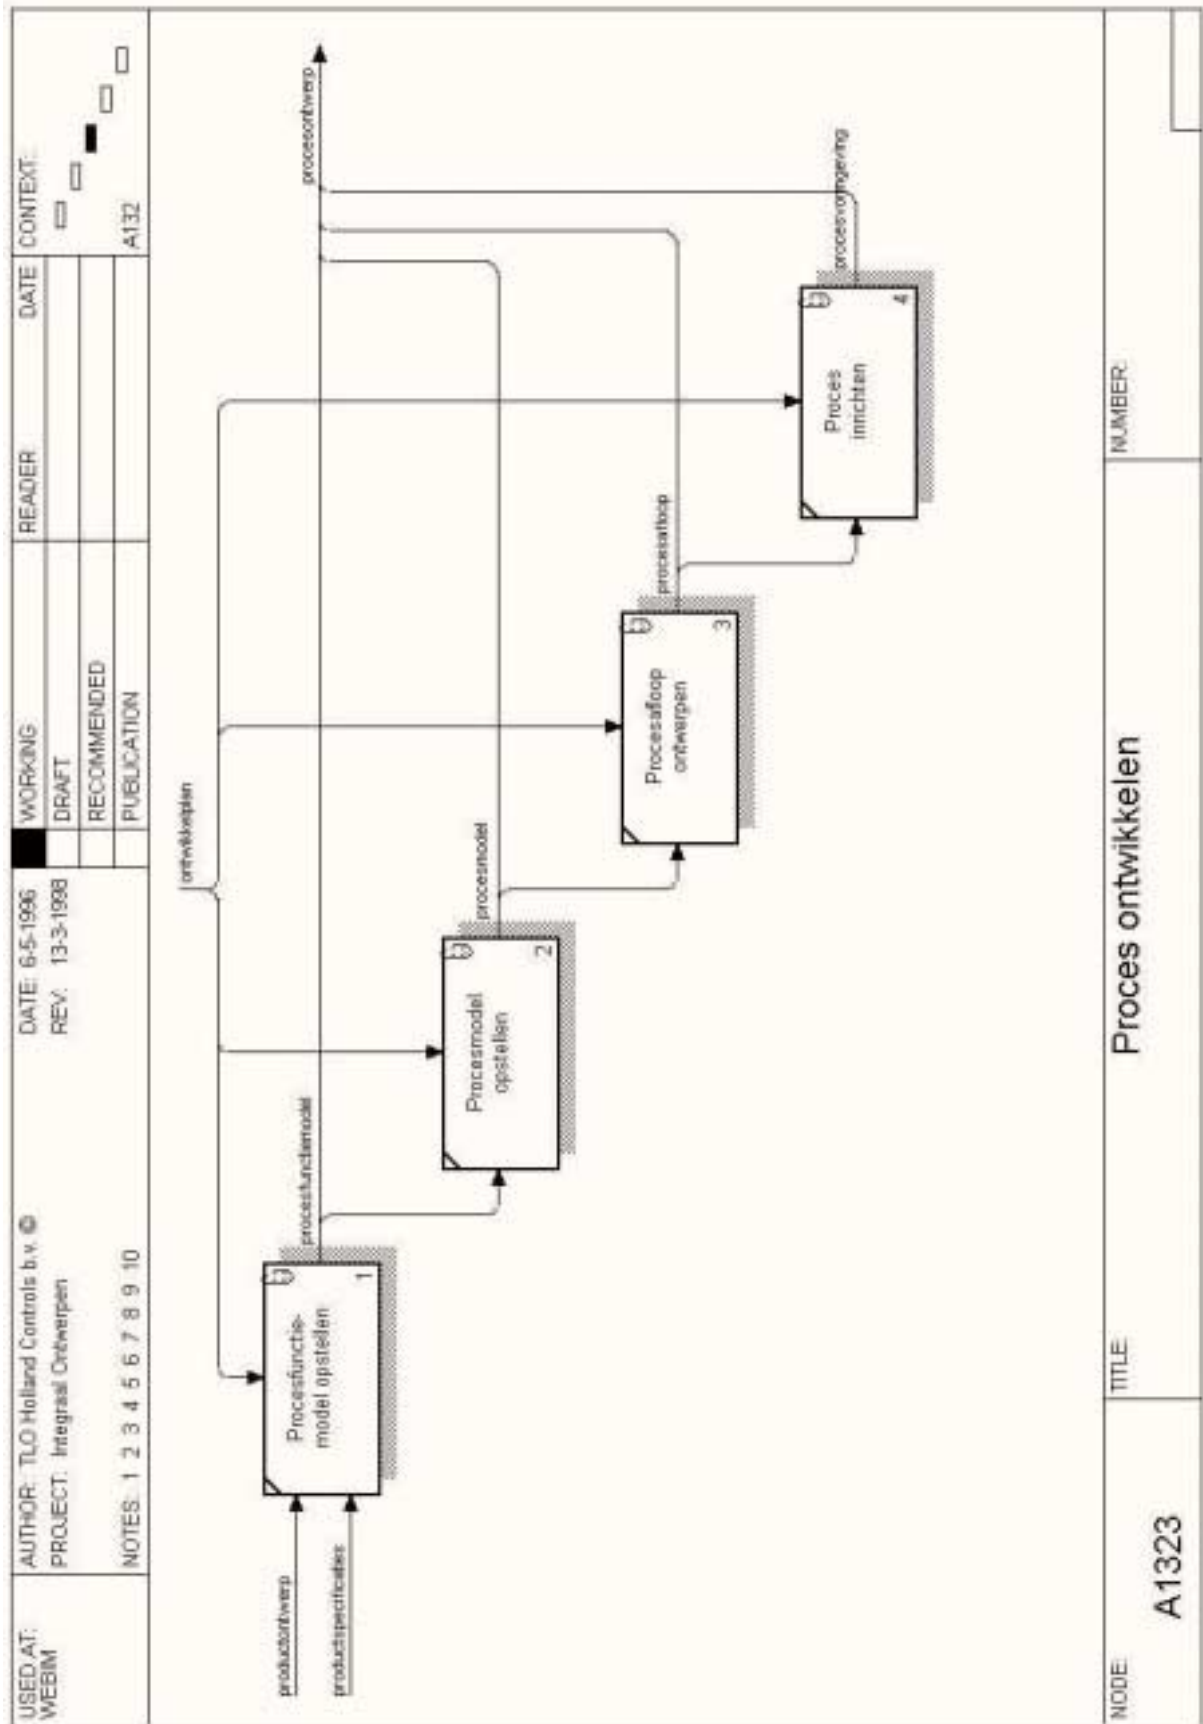 USED AT:
WEBIM
AUTHOR: TLO Holland Controls b.v. ©
PROJECT: Integraal Ontwerpen
NOTES: 1 2 3 4 5 6 7 8 9 10
DATE: 6-5-1996
REV: 13-3-1998
WORKING
DRAFT
RECOMMENDED
PUBLICATION
READER
DATE
CONTEXT:
A132
ontwikkelplan
productontwerp
productspecificaties
Procesfunctie-
model opstellen
1
procesfunctiemodel
Procesmodel
opstellen
2
procesmodel
Procesafloop
ontwerpen
3
procesafloop
Proces
inrichten
4
procesvormgeving
procesontwerp
NODE:
A1323
TITLE:
Proces ontwikkelen
NUMBER: